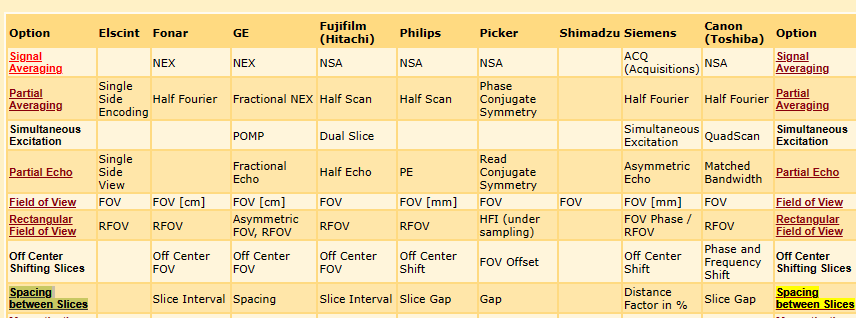 Option Elscint Fonar GE Fujifilm (Hitachi) Philips Picker Shimadzu Siemens Canon (Toshiba) Option
Signal Averaging NEX NEX NSA NSA NSA ACQ (Acquisitions) NSA Signal Averaging
Partial Averaging Single Side Encoding Half Fourier Fractional NEX Half Scan Half Scan Phase Conjugate Symmetry Half Fourier Half Fourier Partial Averaging
Simultaneous Excitation POMP Dual Slice Simultaneous Excitation QuadScan Simultaneous Excitation
Partial Echo Single Side View Fractional Echo Half Echo PE Read Conjugate Symmetry Asymmetric Echo Matched Bandwidth Partial Echo
Field of View FOV FOV [cm] FOV [cm] FOV FOV [mm] FOV FOV FOV [mm] FOV Field of View
Rectangular Field of View RFOV RFOV Asymmetric FOV, RFOV RFOV RFOV HFI (under sampling) FOV Phase / RFOV RFOV Rectangular Field of View
Off Center Shifting Slices Off Center FOV Off Center FOV Off Center FOV Off Center Shift FOV Offset Off Center Shift Phase and Frequency Shift Off Center Shifting Slices
Spacing between Slices Slice Interval Spacing Slice Interval Slice Gap Gap Distance Factor in % Slice Gap Spacing between Slices